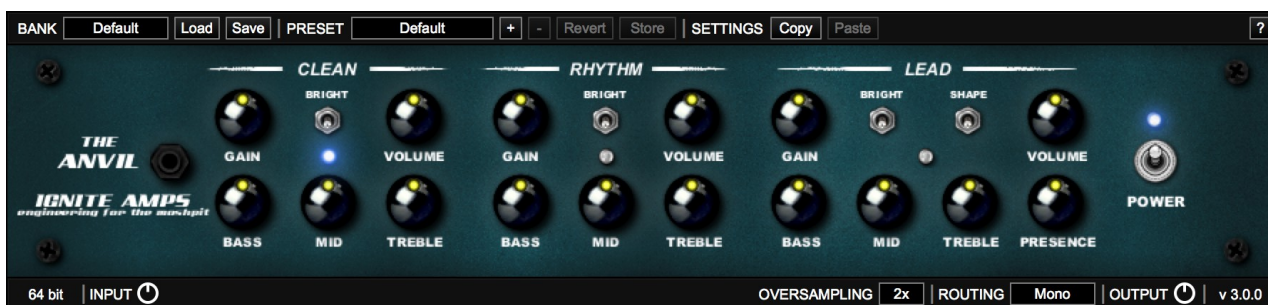 BANK Default Load Save PRESET Default + - Revert Store SETTINGS Copy Paste ?
CLEAN RHYTHM LEAD
BRIGHT BRIGHT BRIGHT SHAPE
THE
ANVIL
GAIN VOLUME GAIN VOLUME GAIN VOLUME
IGNITE AMPS
engineering for the moshpit
POWER
BASS MID TREBLE BASS MID TREBLE BASS MID TREBLE PRESENCE
64 bit INPUT OVERSAMPLING 2x ROUTING Mono OUTPUT v 3.0.0